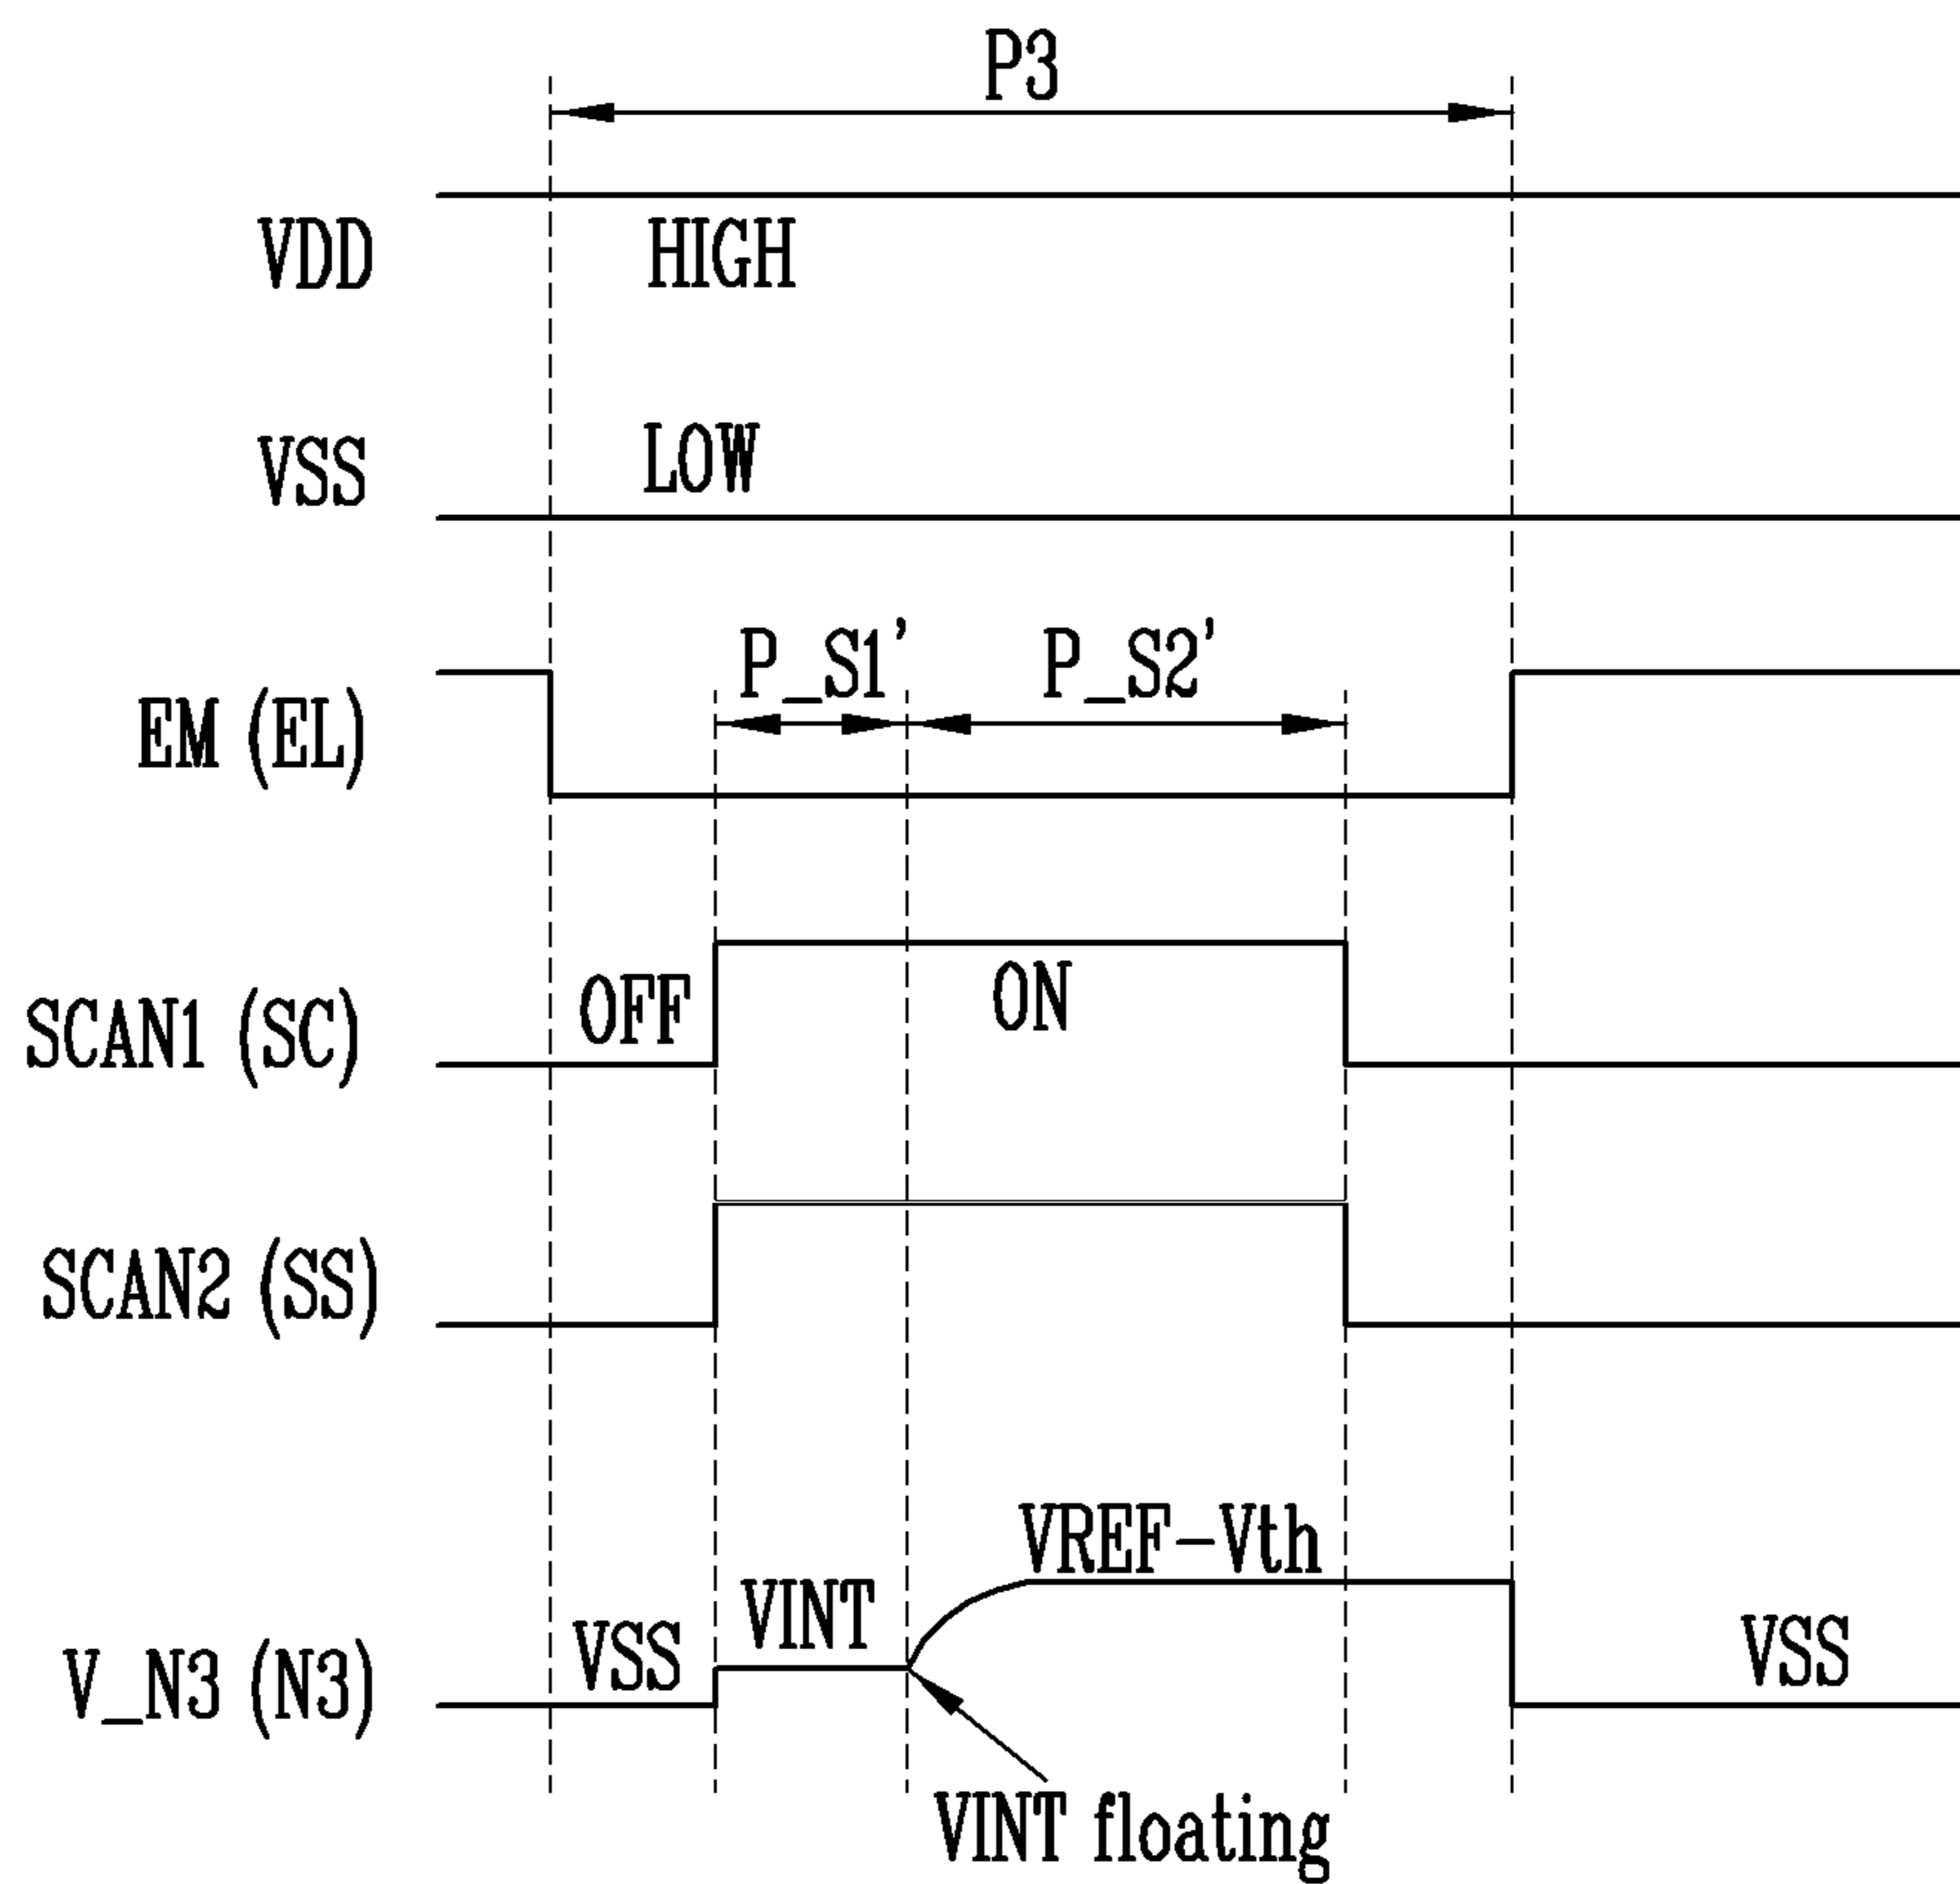 P3
VDD
HIGH
VSS
LOW
P_S1'
P_S2'
EM (EL)
OFF
ON
SCAN1 (SC)
SCAN2 (SS)
VREF-Vth
VINT
VSS
VSS
V_N3 (N3)
VINT floating